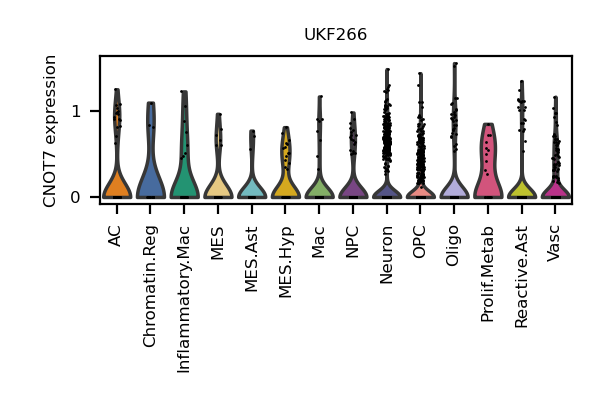 UKF266
CNOT7 expression
1
0
AC
Chromatin.Reg
Inflammatory.Mac
MES
MES.Ast
MES.Hyp
Mac
NPC
Neuron
OPC
Oligo
Prolif.Metab
Reactive.Ast
Vasc